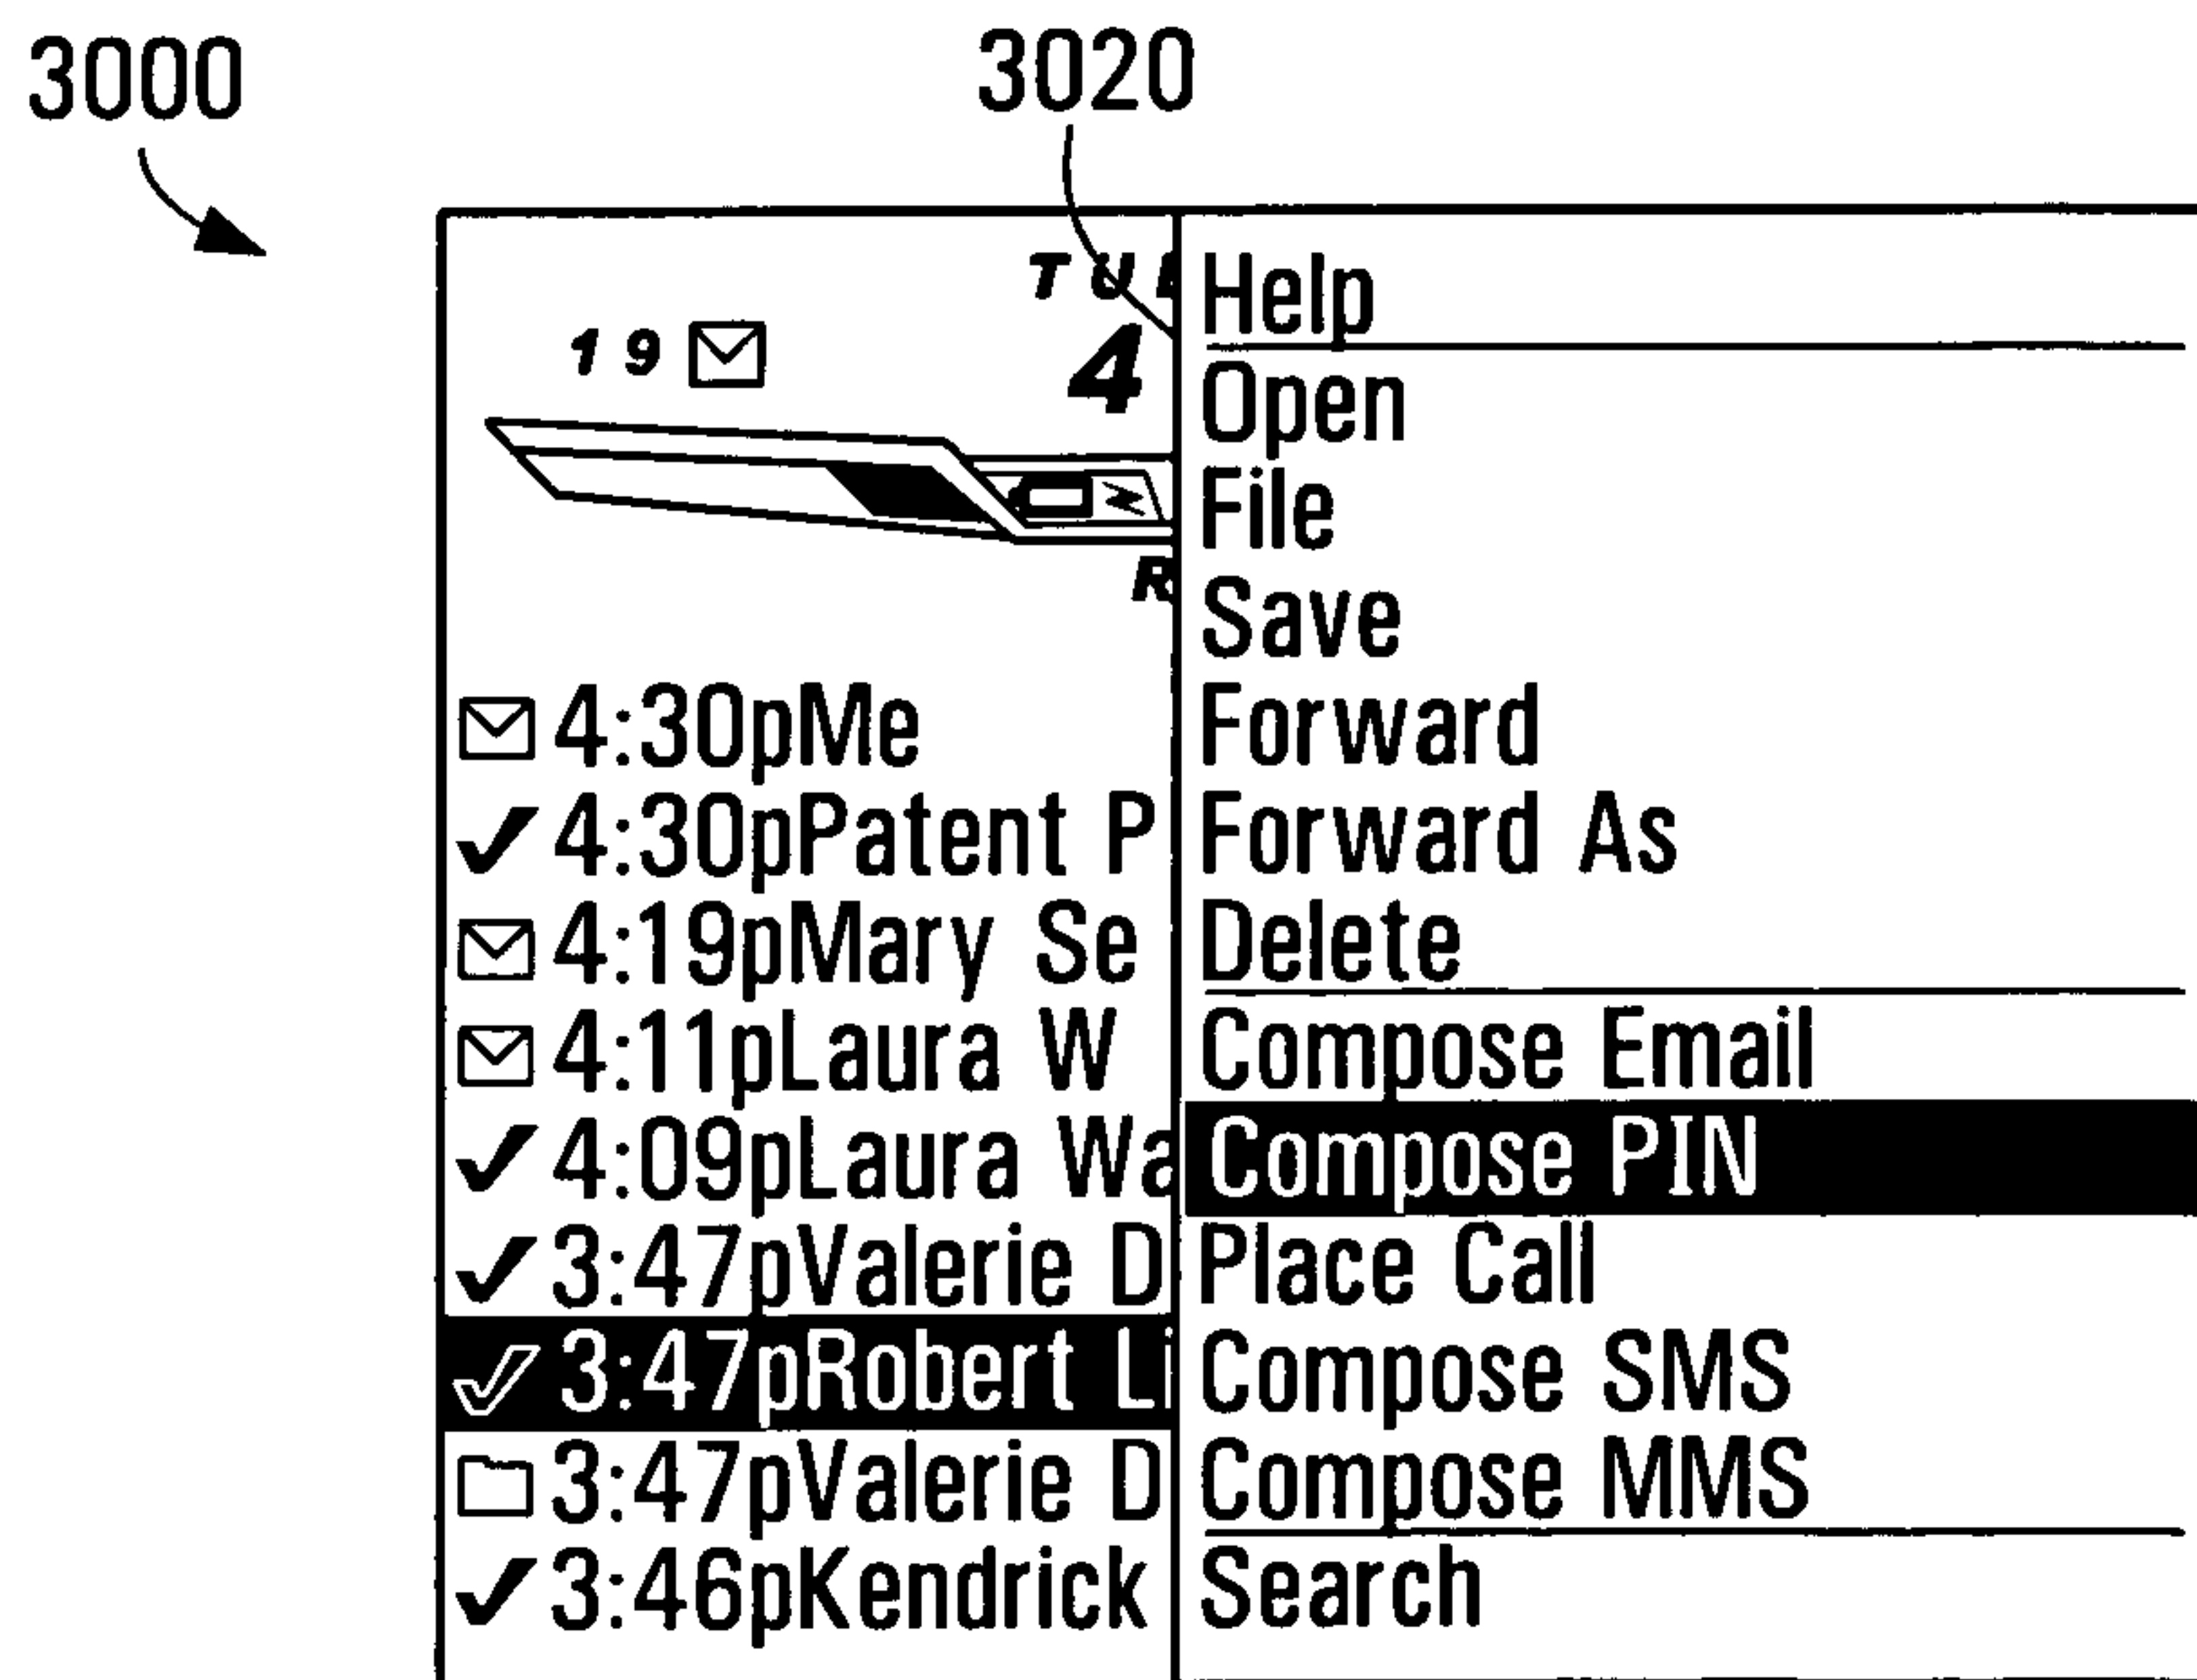 3000
3020
19
4
Help
Open
File
Save
Forward
Forward As
Delete
Compose Email
Compose PIN
Place Call
Compose SMS
Compose MMS
Search
4:30pMe
4:30pPatent P
4:19pMary Se
4:11pLaura W
4:09pLaura Wa
3:47pValerie D
3:47pRobert Li
3:47pValerie D
3:46pKendrick